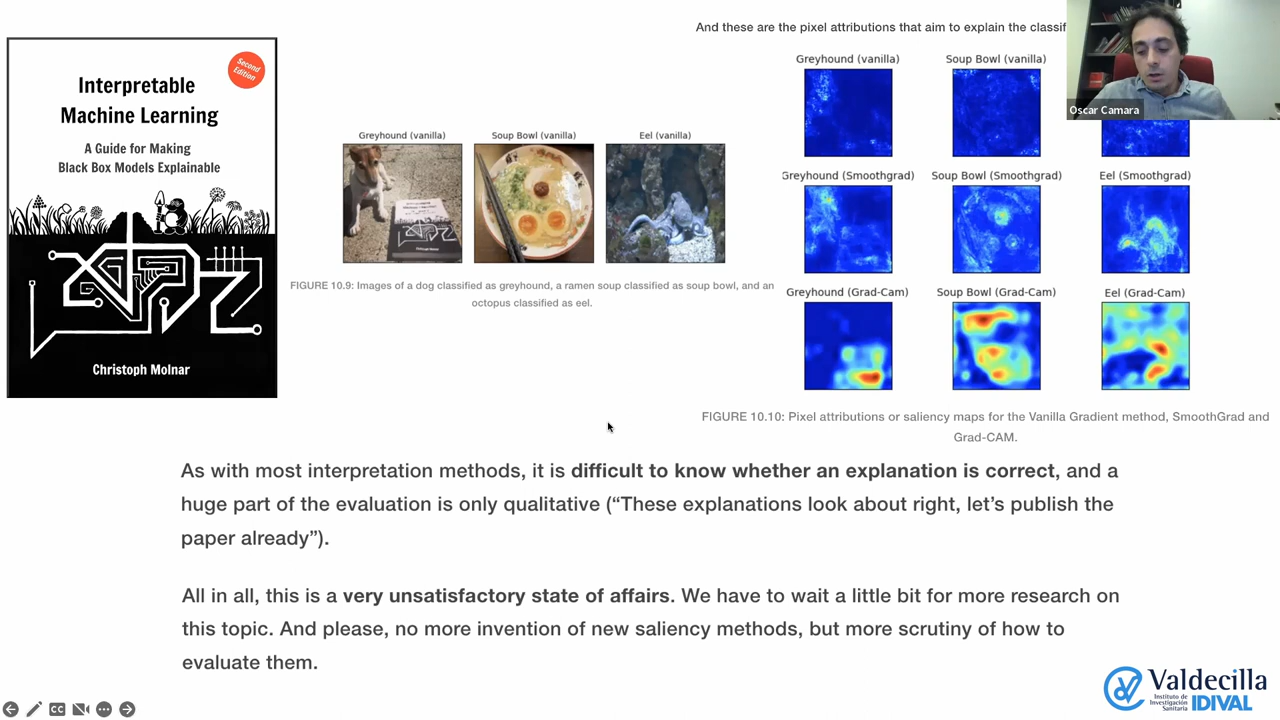 And these are the pixel attributions that aim to explain the classif
Oscar Camara
Second
Edition
Interpretable
Machine Learning
A Guide for Making
Black Box Models Explainable
Christoph Molnar
Greyhound (vanilla)
Soup Bowl (vanilla)
Eel (vanilla)
FIGURE 10.9: Images of a dog classified as greyhound, a ramen soup classified as soup bowl, and an
octopus classified as eel.
Greyhound (vanilla)
Soup Bowl (vanilla)
Greyhound (Smoothgrad)
Soup Bowl (Smoothgrad)
Eel (Smoothgrad)
Greyhound (Grad-Cam)
Soup Bowl (Grad-Cam)
Eel (Grad-Cam)
FIGURE 10.10: Pixel attributions or saliency maps for the Vanilla Gradient method, SmoothGrad and
Grad-CAM.
As with most interpretation methods, it is difficult to know whether an explanation is correct, and a
huge part of the evaluation is only qualitative (“These explanations look about right, let’s publish the
paper already”).
All in all, this is a very unsatisfactory state of affairs. We have to wait a little bit for more research on
this topic. And please, no more invention of new saliency methods, but more scrutiny of how to
evaluate them.
CC
Valdecilla
Instituto de
Investigación
Sanitaria
IDIVAL